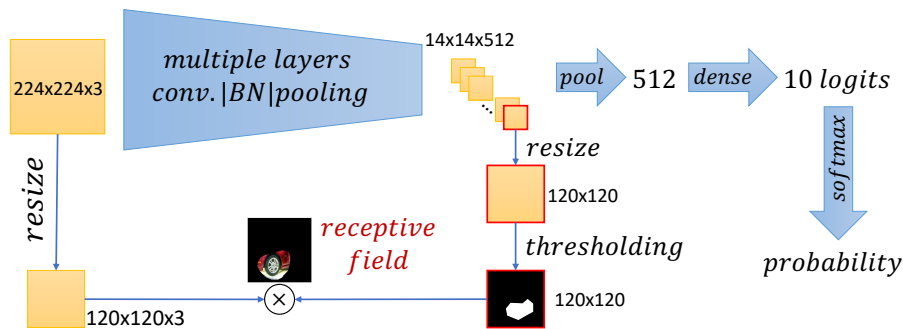 224x224x3
multiple layers
conv.|BN|pooling
14x14x512
pool
512
dense
10 logits
resize
resize
softmax
120x120
receptive
field
thresholding
probability
120x120x3
×
120x120